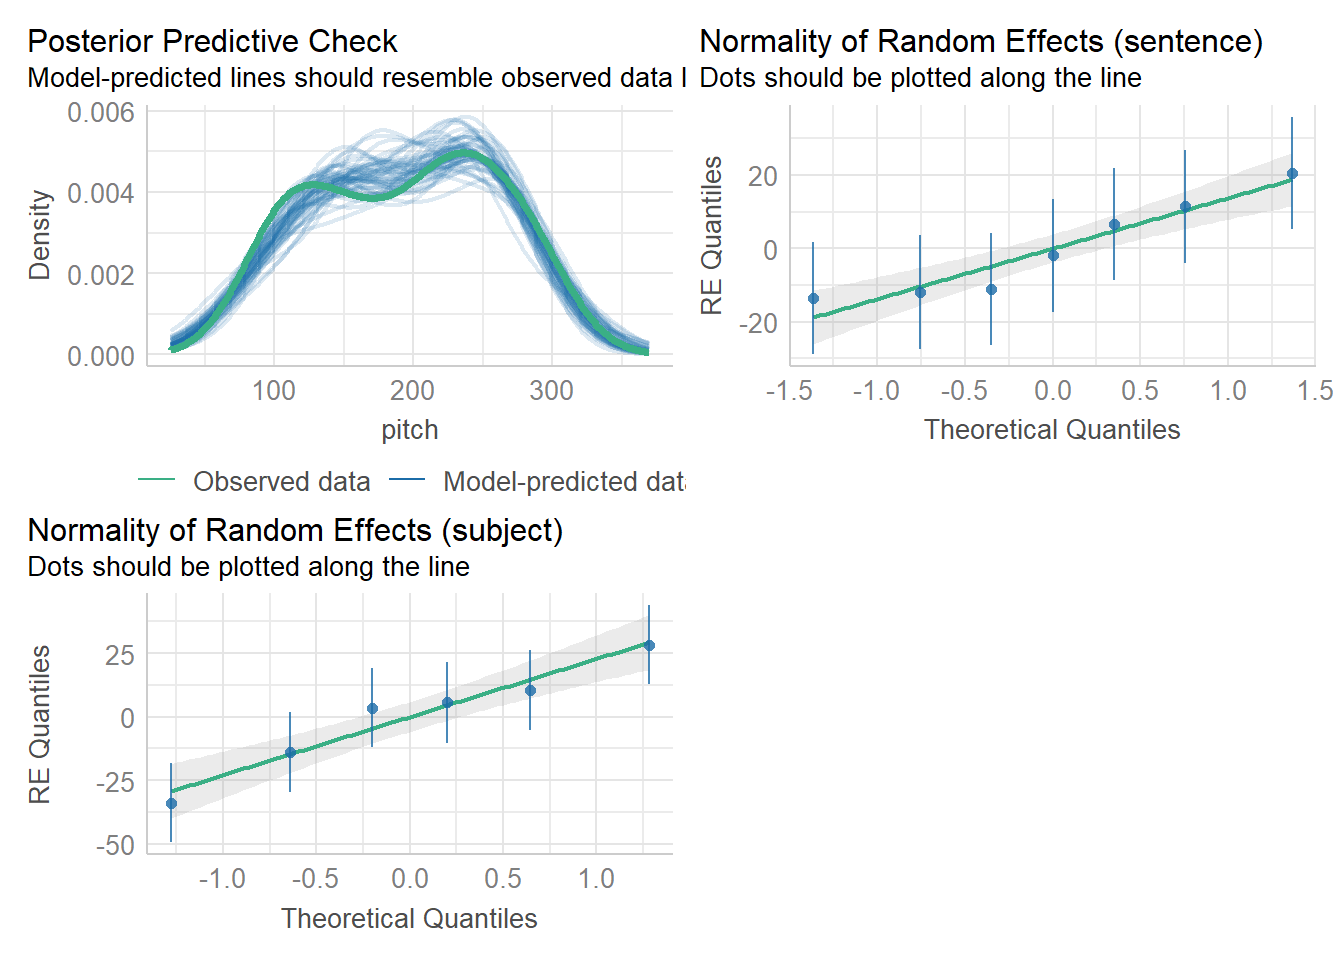 Posterior Predictive Check
Model-predicted lines should resemble observed data l
0.006
0.004
0.002
0.000
Density
100 200 300
pitch
Observed data Model-predicted data
Normality of Random Effects (sentence)
Dots should be plotted along the line
20
0
-20
RE Quantiles
-1.5 -1.0 -0.5 0.0 0.5 1.0 1.5
Theoretical Quantiles
Normality of Random Effects (subject)
Dots should be plotted along the line
25
0
-25
-50
RE Quantiles
-1.0 -0.5 0.0 0.5 1.0
Theoretical Quantiles